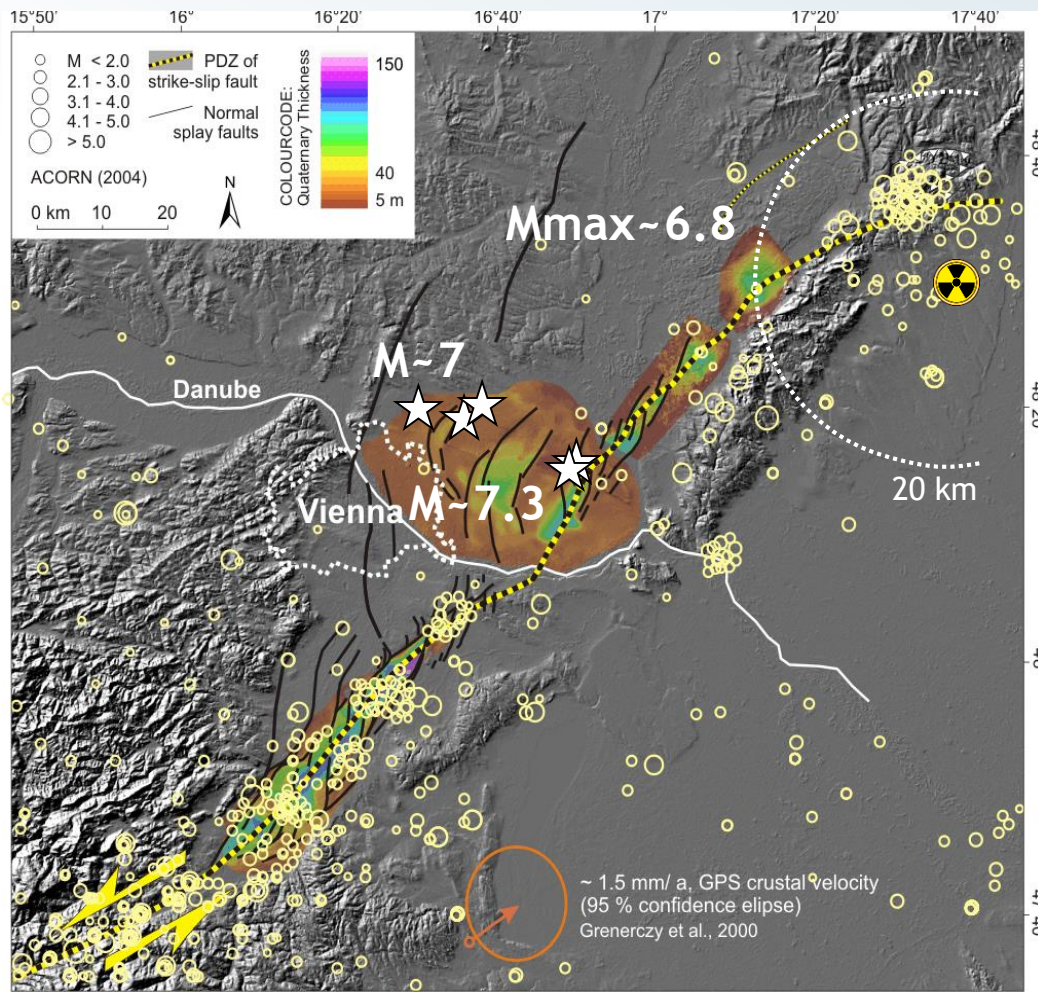 15°50'
16°
16°20'
16°40'
17°
17°20'
17°40'
M < 2.0
2.1 - 3.0
3.1 - 4.0
4.1 - 5.0
> 5.0
PDZ of
strike-slip fault
Normal
splay faults
ACORN (2004)
N
0 km 10 20
COLOURCODE:
Quaternary Thickness
150
40
5 m
Mmax~6.8
M~7
Danube
20 km
Vienna
M~7.3
~ 1.5 mm/ a, GPS crustal velocity
(95 % confidence elipse)
Grenerczy et al., 2000